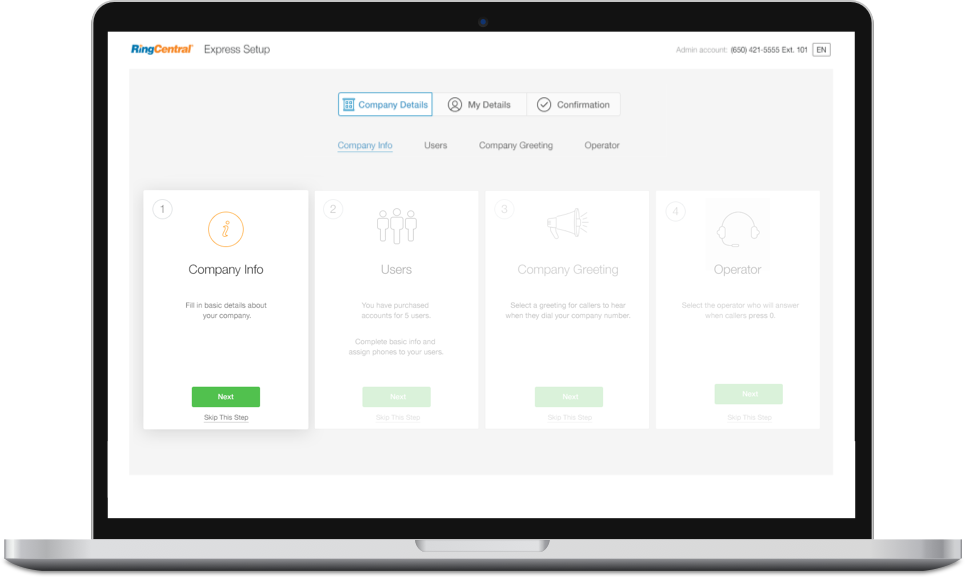 RingCentral® Express Setup
Admin account: (650) 421-5555 Ext. 101 EN
Company Details My Details Confirmation
Company Info Users Company Greeting Operator
1
Company Info
Fill in basic details about
your company.
Next
Skip This Step
2
Users
You have purchased
accounts for 5 users.
Complete basic info and
assign phones to your users.
Next
Skip This Step
3
Company Greeting
Select a greeting for callers to hear
when they dial your company number.
Next
Skip This Step
4
Operator
Select the operator who will answer
when callers press 0.
Next
Skip This Step